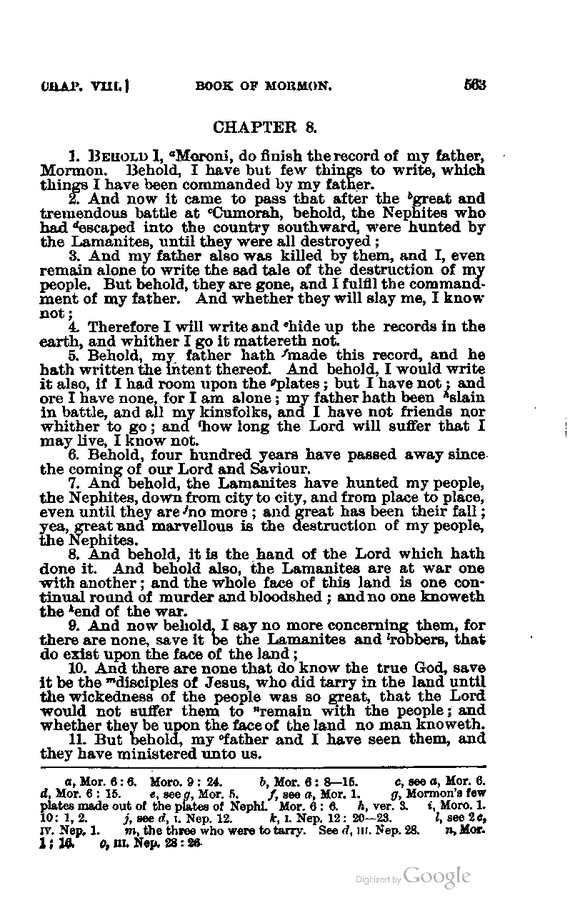 CHAP. VIII.] BOOK OF MORMON. 563
CHAPTER 8.
1. BEHOLD I, ᵃMoroni, do finish the record of my father,
Mormon. Behold, I have but few things to write, which
things I have been commanded by my father.
2. And now it came to pass that after the ᵇgreat and
tremendous battle at ᶜCumorah, behold, the Nephites who
had ᵈescaped into the country southward, were hunted by
the Lamanites, until they were all destroyed;
3. And my father also was killed by them, and I, even
remain alone to write the sad tale of the destruction of my
people. But behold, they are gone, and I fulfil the command-
ment of my father. And whether they will slay me, I know
not;
4. Therefore I will write and ᵉhide up the records in the
earth, and whither I go it mattereth not.
5. Behold, my father hath ᶠmade this record, and he
hath written the intent thereof. And behold, I would write
it also, if I had room upon the ᵍplates; but I have not; and
ore I have none, for I am alone; my father hath been ʰslain
in battle, and all my kinsfolks, and I have not friends nor
whither to go; and ⁱhow long the Lord will suffer that I
may live, I know not.
6. Behold, four hundred years have passed away since
the coming of our Lord and Saviour.
7. And behold, the Lamanites have hunted my people,
the Nephites, down from city to city, and from place to place,
even until they are ʲno more; and great has been their fall;
yea, great and marvellous is the destruction of my people,
the Nephites.
8. And behold, it is the hand of the Lord which hath
done it. And behold also, the Lamanites are at war one
with another; and the whole face of this land is one con-
tinual round of murder and bloodshed; and no one knoweth
the ᵏend of the war.
9. And now behold, I say no more concerning them, for
there are none, save it be the Lamanites and ˡrobbers, that
do exist upon the face of the land;
10. And there are none that do know the true God, save
it be the ᵐdisciples of Jesus, who did tarry in the land until
the wickedness of the people was so great, that the Lord
would not suffer them to ⁿremain with the people; and
whether they be upon the face of the land no man knoweth.
11. But behold, my ᵒfather and I have seen them, and
they have ministered unto us.
a, Mor. 6: 6. Moro. 9: 24. b, Mor. 6: 8—15. c, see a, Mor. 6.
d, Mor. 6: 15. e, see g, Mor. 5. f, see a, Mor. 1. g, Mormon's few
plates made out of the plates of Nephi. Mor. 6: 6. h, ver. 3. i, Moro. 1.
10: 1, 2. j, see d, I. Nep. 12. k, I. Nep. 12: 20—23. l, see 2 c,
IV. Nep. 1. m, the three who were to tarry. See d, III. Nep. 28. n, Mor.
1: 16. o, III. Nep. 28: 26.
Digitized by Google